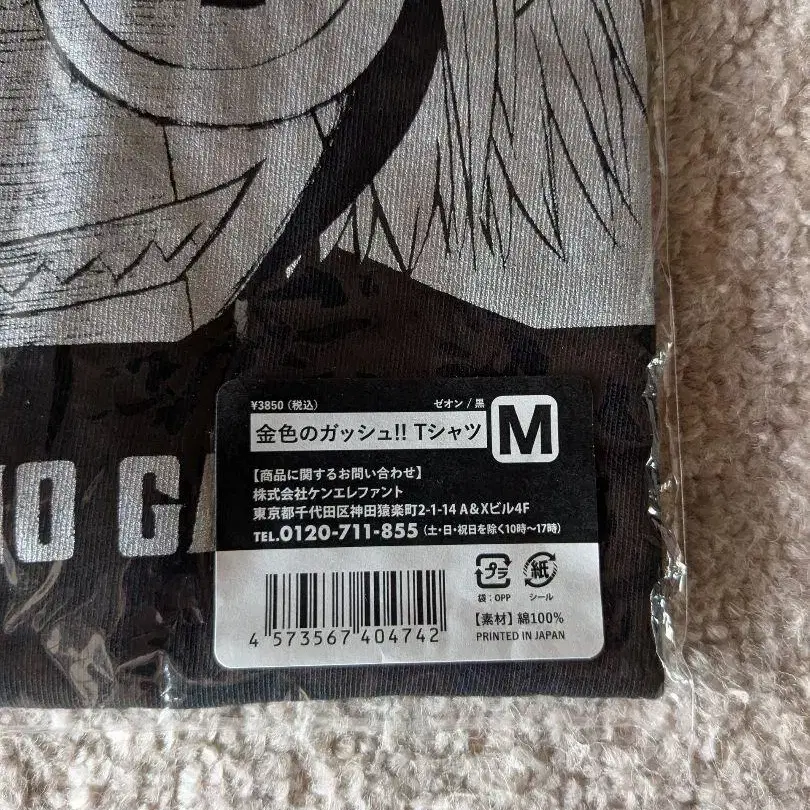 ¥3850（税込）
ゼオン / 黒
金色のガッシュ!! Tシャツ
M
【商品に関するお問い合わせ】
株式会社ケンエレファント
東京都千代田区神田猿楽町2-1-14 A&Xビル4F
TEL.0120-711-855（土・日・祝日を除く10時〜17時）
プラ
紙
袋：OPP
シール
4 573567 404742
【素材】綿100%
PRINTED IN JAPAN